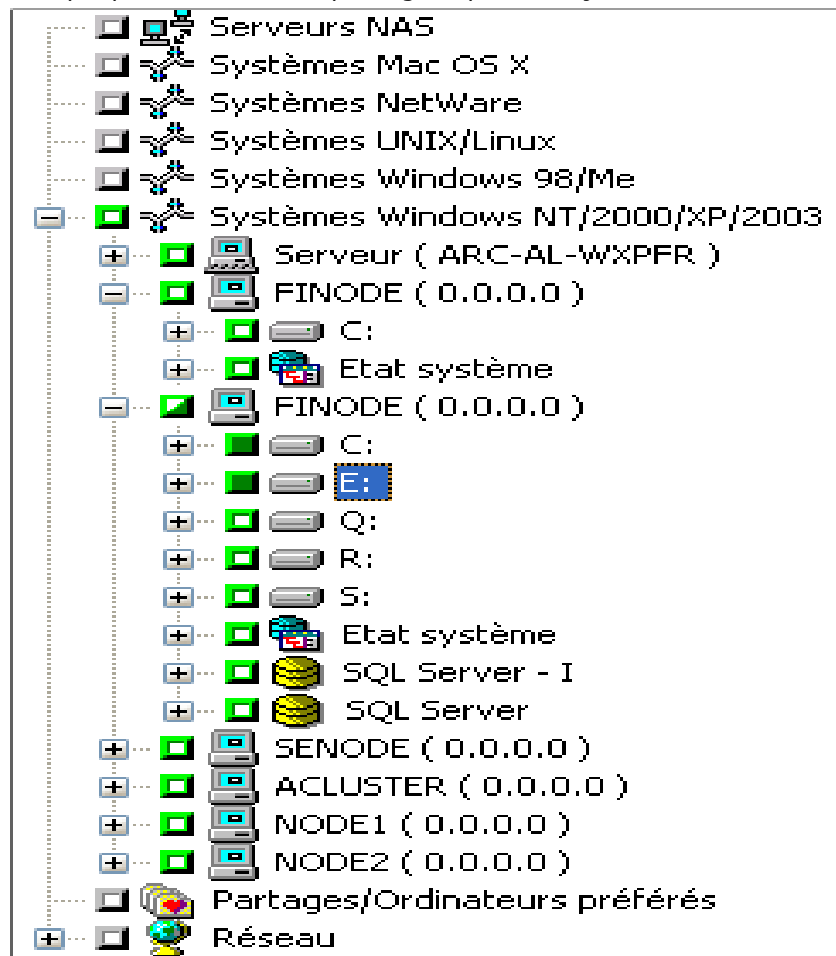 Serveurs NAS
Systèmes Mac OS X
Systèmes NetWare
Systèmes UNIX/Linux
Systèmes Windows 98/Me
Systèmes Windows NT/2000/XP/2003
Serveur ( ARC-AL-WXPFR )
FINODE ( 0.0.0.0 )
C:
Etat système
FINODE ( 0.0.0.0 )
C:
E:
Q:
R:
S:
Etat système
SQL Server - I
SQL Server
SENODE ( 0.0.0.0 )
ACLUSTER ( 0.0.0.0 )
NODE1 ( 0.0.0.0 )
NODE2 ( 0.0.0.0 )
Partages/Ordinateurs préférés
Réseau